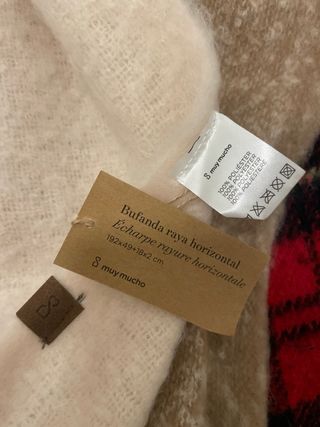 muy mucho
100% POLIÉSTER
100% POLYESTER
100% POLIÉSTER
100% POLYESTER
Bufanda raya horizontal
Écharpe rayure horizontale
192x49+18x2 cm.
muy mucho